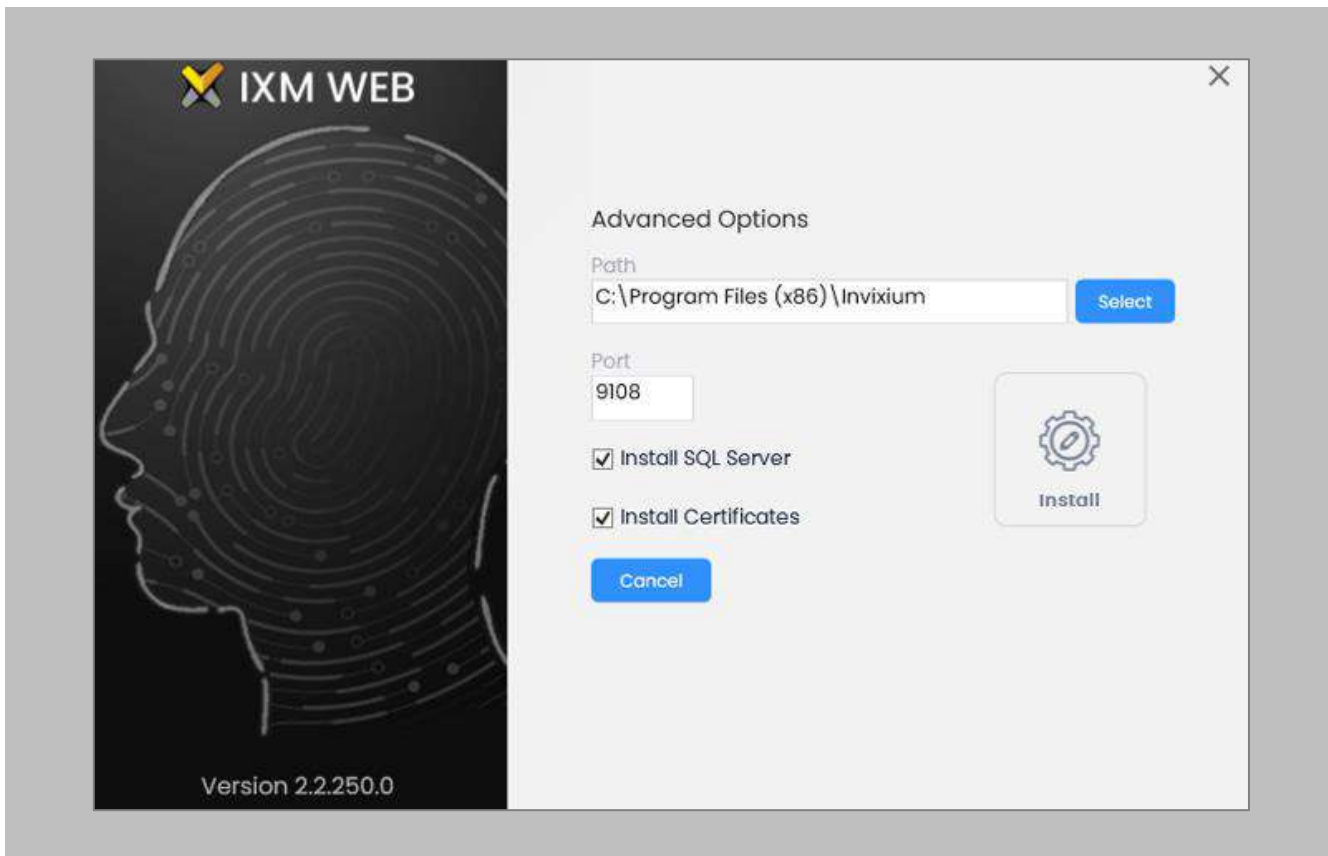 IXM WEB
Advanced Options
Path
C:\Program Files (x86)\Invixium
Select
Port
9108
Install SQL Server
Install
Install Certificates
Cancel
Version 2.2.250.0